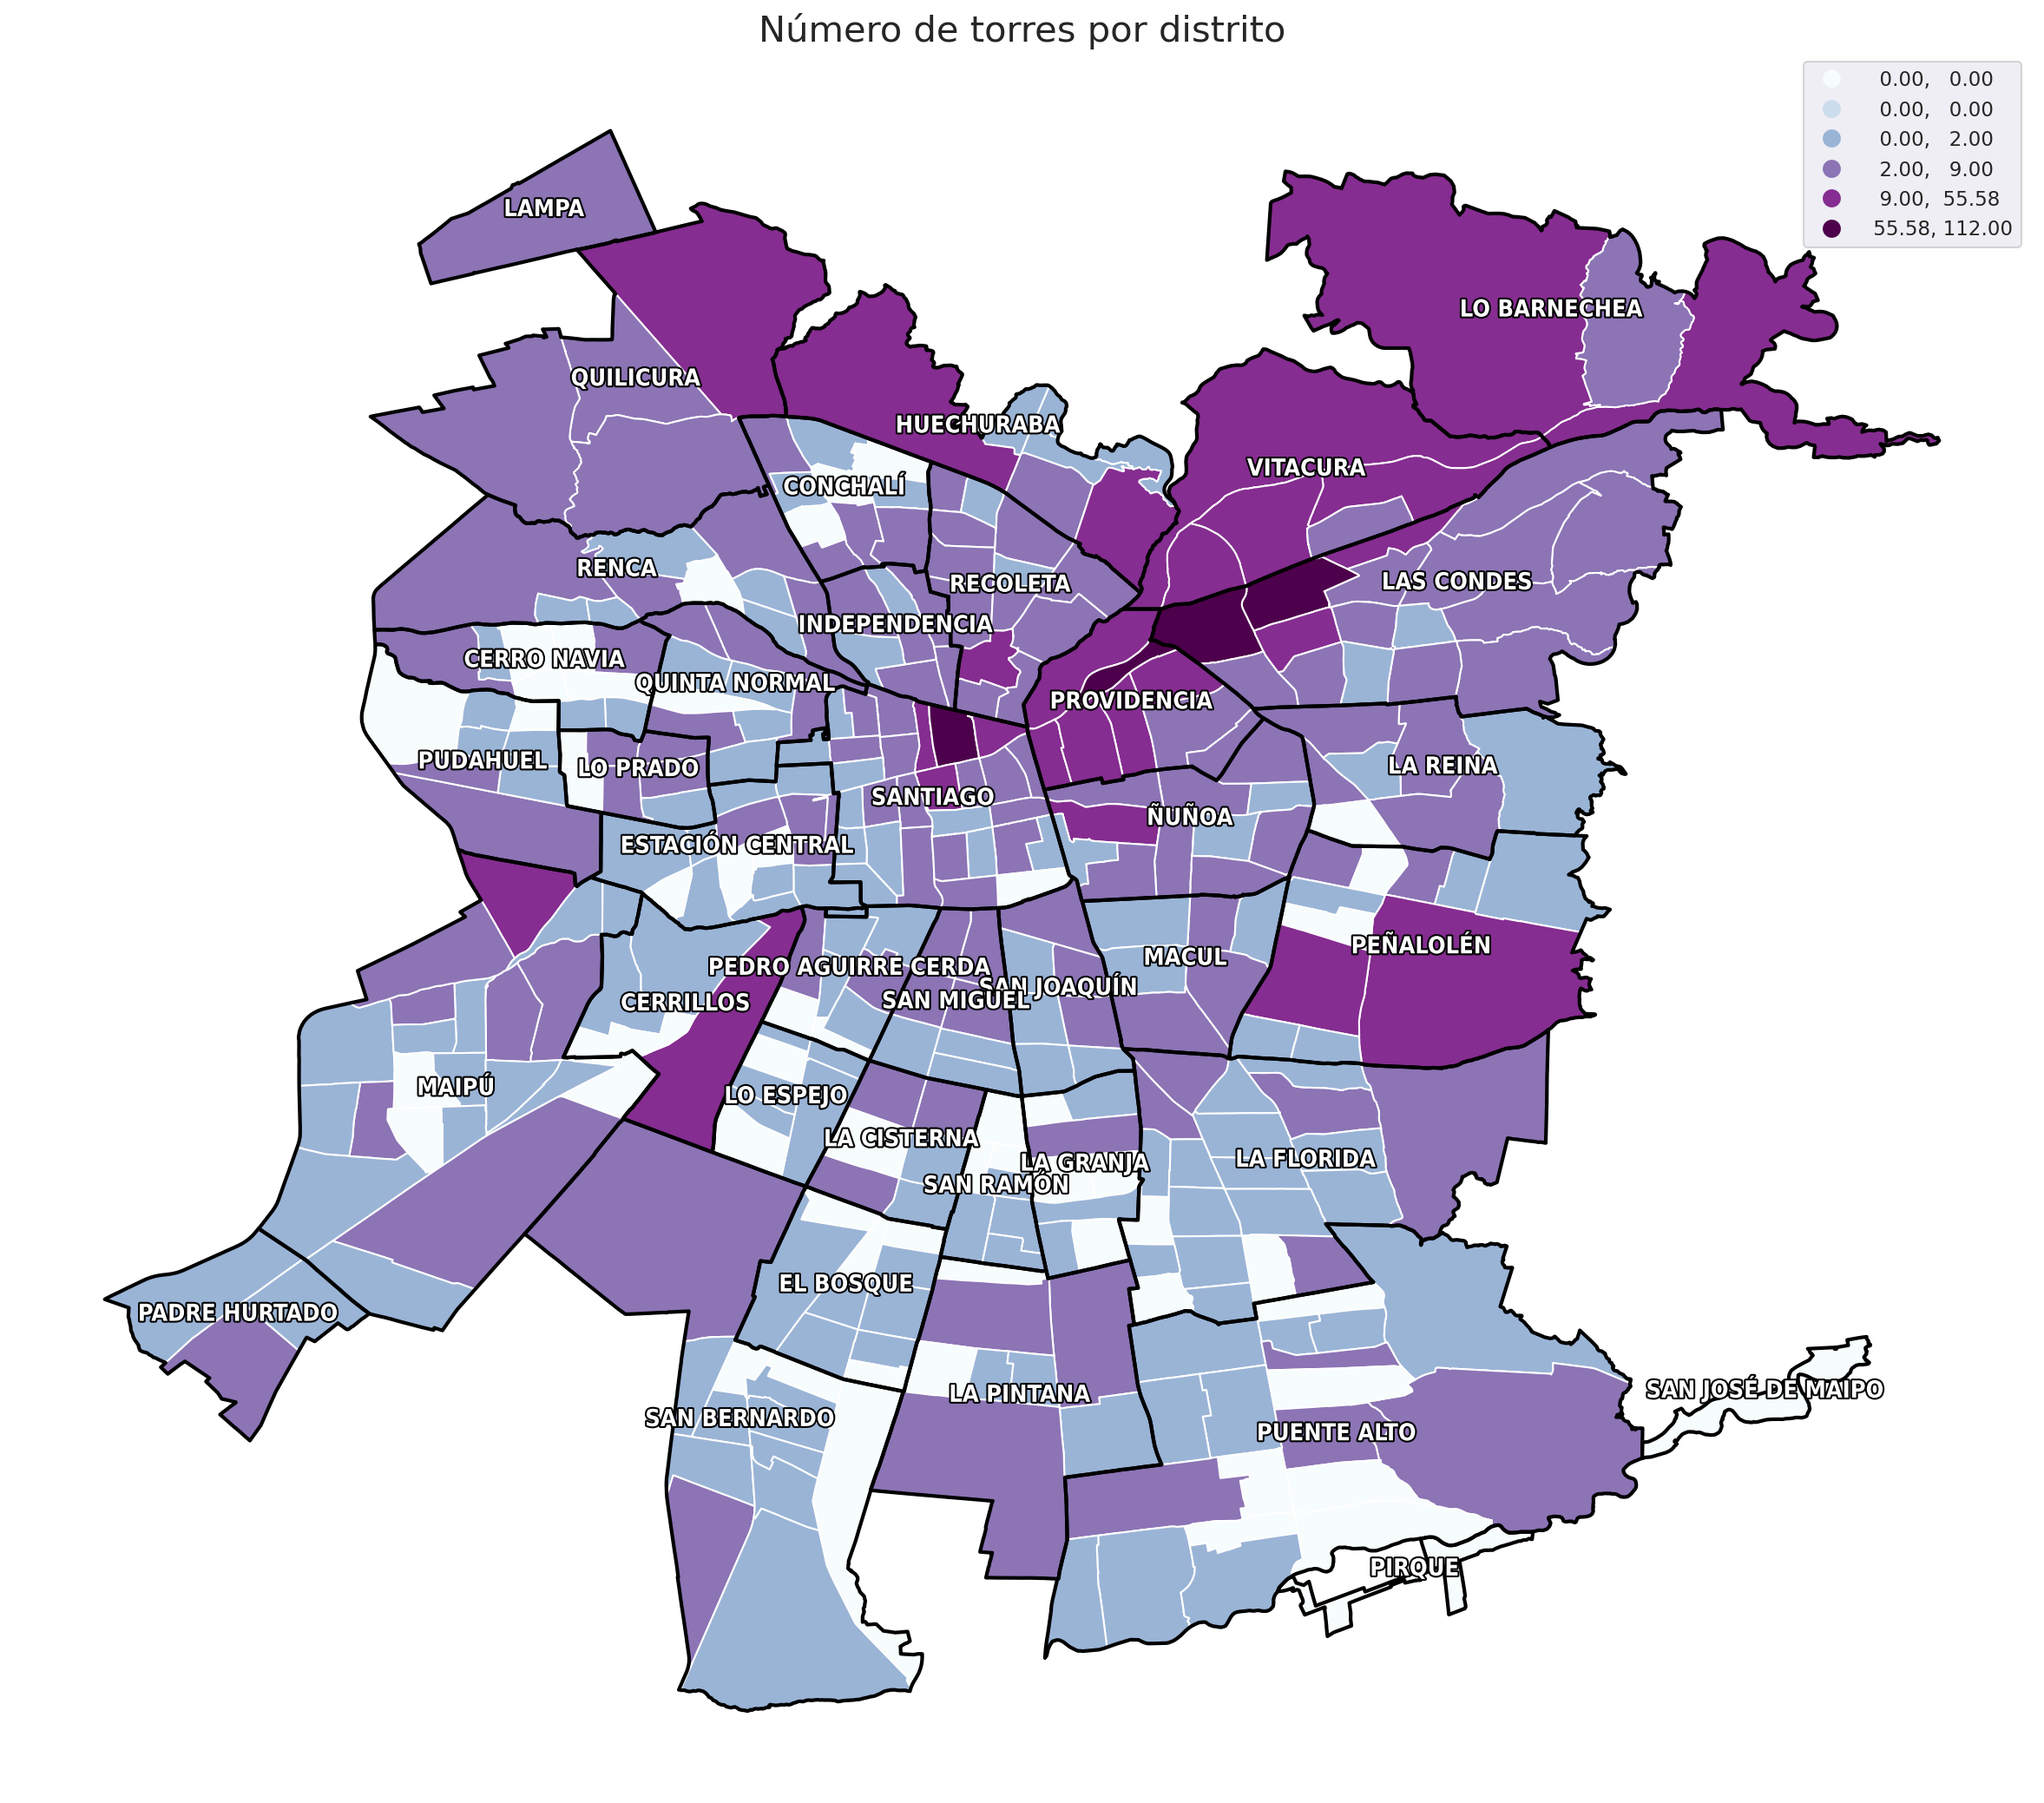 Número de torres por distrito
0.00, 0.00
0.00, 0.00
0.00, 2.00
2.00, 9.00
9.00, 55.58
55.58, 112.00
LAMPA
LO BARNECHEA
QUILICURA
HUECHURABA
VITACURA
CONCHALÍ
RENCA
RECOLETA
LAS CONDES
INDEPENDENCIA
CERRO NAVIA
QUINTA NORMAL
PROVIDENCIA
PUDAHUEL
LO PRADO
LA REINA
SANTIAGO
ÑUÑOA
ESTACIÓN CENTRAL
PEÑALOLÉN
MACUL
PEDRO AGUIRRE CERDA
SAN JOAQUÍN
CERRILLOS
SAN MIGUEL
MAIPÚ
LO ESPEJO
LA CISTERNA
LA GRANJA
LA FLORIDA
SAN RAMÓN
EL BOSQUE
PADRE HURTADO
SAN JOSÉ DE MAIPO
LA PINTANA
SAN BERNARDO
PUENTE ALTO
PIRQUE